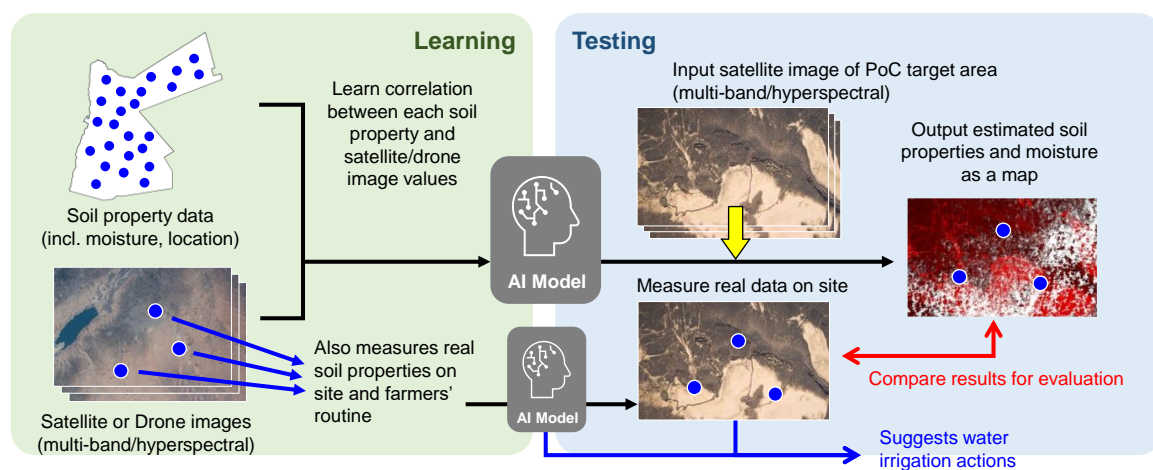 Learning
Testing
Learn correlation
between each soil
property and
satellite/drone
image values
Soil property data
(incl. moisture, location)
AI Model
Input satellite image of PoC target area
(multi-band/hyperspectral)
Output estimated soil
properties and moisture
as a map
Measure real data on site
Also measures real
soil properties on
site and farmers'
routine
AI Model
Satellite or Drone images
(multi-band/hyperspectral)
Compare results for evaluation
Suggests water
irrigation actions